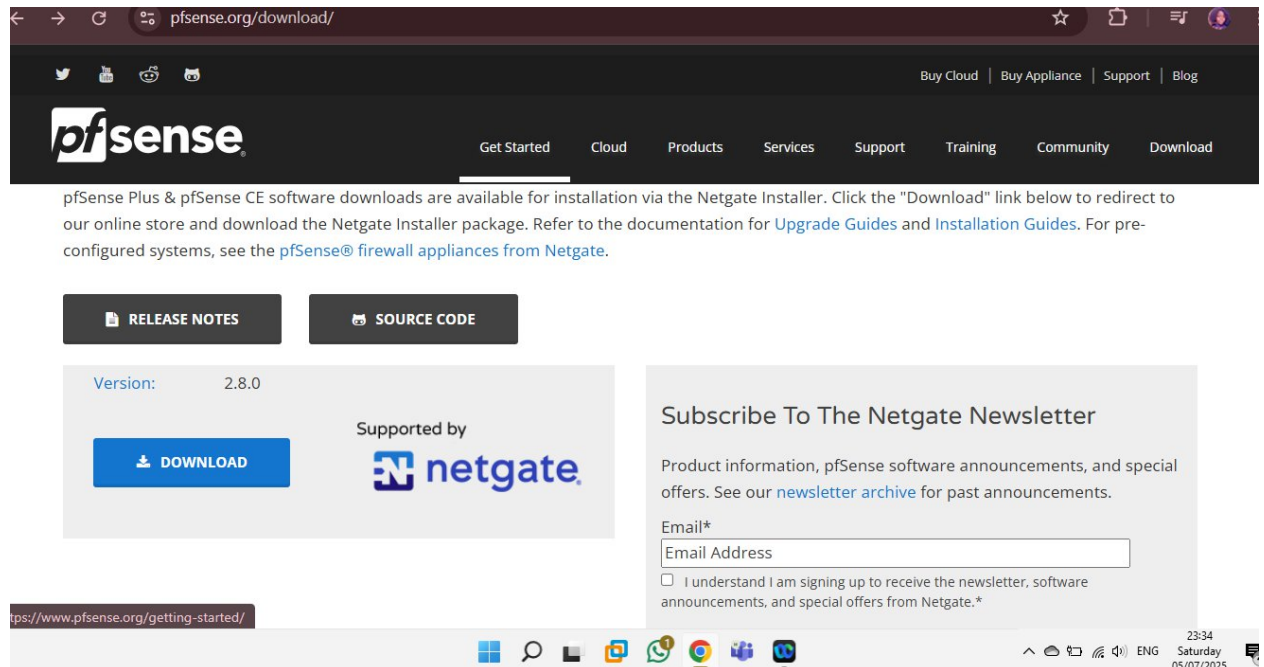 pfsense.org/download/
Buy Cloud | Buy Appliance | Support | Blog
pfsense
Get Started Cloud Products Services Support Training Community Download
pfSense Plus & pfSense CE software downloads are available for installation via the Netgate Installer. Click the "Download" link below to redirect to
our online store and download the Netgate Installer package. Refer to the documentation for Upgrade Guides and Installation Guides. For pre-
configured systems, see the pfSense® firewall appliances from Netgate.
RELEASE NOTES SOURCE CODE
Version: 2.8.0
DOWNLOAD
Supported by
netgate
Subscribe To The Netgate Newsletter
Product information, pfSense software announcements, and special
offers. See our newsletter archive for past announcements.
Email*
Email Address
I understand I am signing up to receive the newsletter, software
announcements, and special offers from Netgate.*
tps://www.pfsense.org/getting-started/
1
ENG
23:34
Saturday
05/07/2025